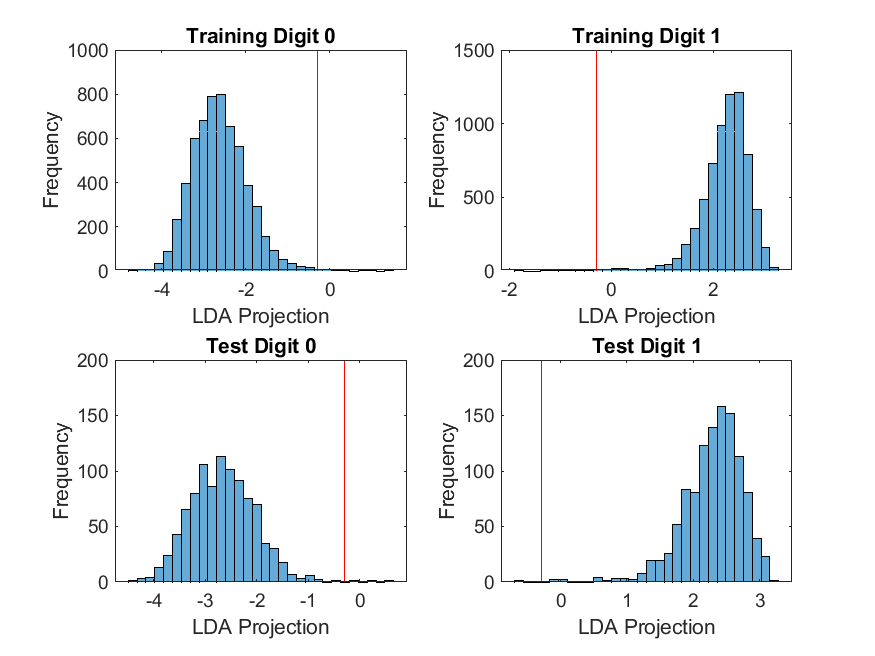 Training Digit 0
1000
800
600
400
200
0
Frequency
-4
-2
0
LDA Projection
Training Digit 1
1500
1000
500
0
Frequency
-2
0
2
LDA Projection
Test Digit 0
200
150
100
50
0
Frequency
-4
-3
-2
-1
0
LDA Projection
Test Digit 1
200
150
100
50
0
Frequency
0
1
2
3
LDA Projection